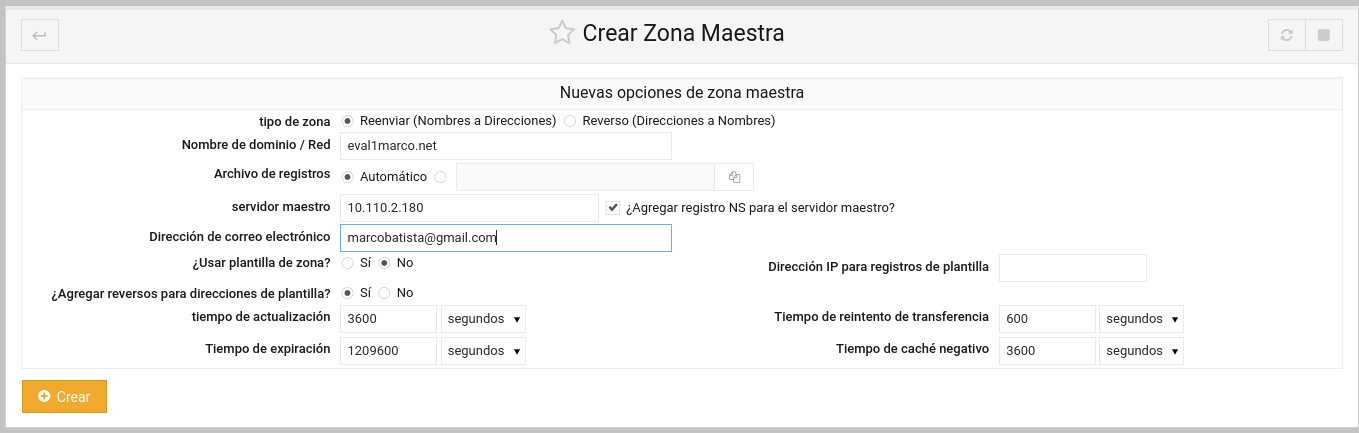 Crear Zona Maestra
Nuevas opciones de zona maestra
tipo de zona Reenviar (Nombres a Direcciones) Reverso (Direcciones a Nombres)
Nombre de dominio / Red eval1marco.net
Archivo de registros Automático
servidor maestro 10.110.2.180 ¿Agregar registro NS para el servidor maestro?
Dirección de correo electrónico marcobatista@gmail.com
¿Usar plantilla de zona? Sí No Dirección IP para registros de plantilla
¿Agregar reversos para direcciones de plantilla? Sí No
tiempo de actualización 3600 segundos Tiempo de reintento de transferencia 600 segundos
Tiempo de expiración 1209600 segundos Tiempo de caché negativo 3600 segundos
Crear